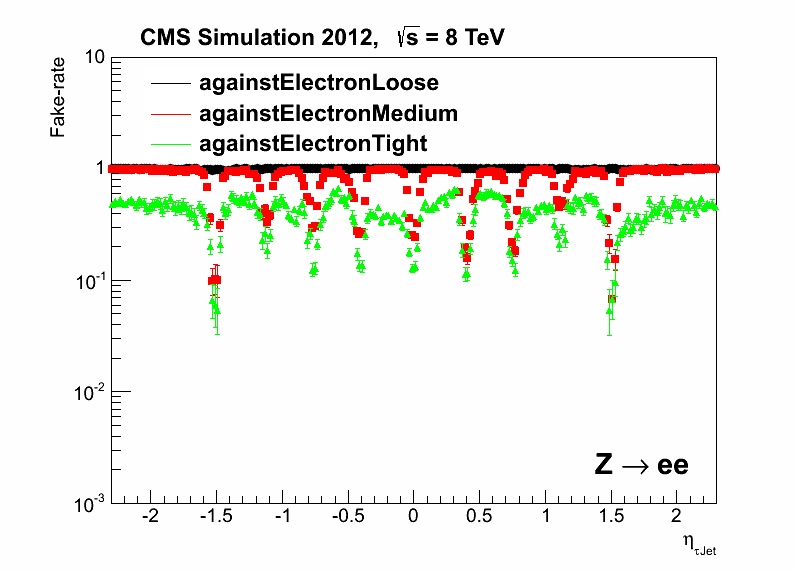 CMS Simulation 2012, √s = 8 TeV
Fake-rate
10
1
10⁻¹
10⁻²
10⁻³
againstElectronLoose
againstElectronMedium
againstElectronTight
Z → ee
-2 -1.5 -1 -0.5 0 0.5 1 1.5 2
η τJet